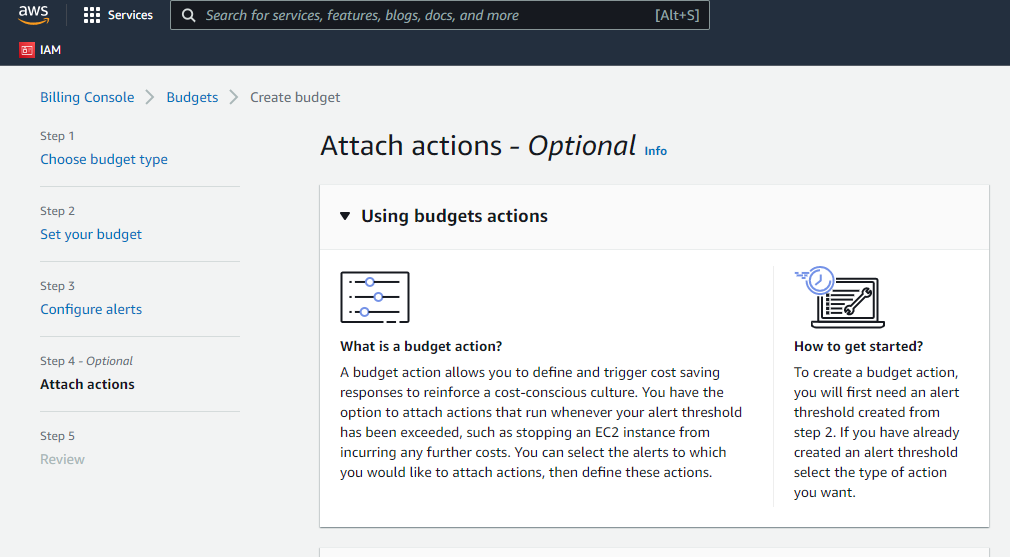 aws
Services
Search for services, features, blogs, docs, and more
[Alt+S]
IAM
Billing Console
Budgets
Create budget
Step 1
Choose budget type
Step 2
Set your budget
Step 3
Configure alerts
Step 4 - Optional
Attach actions
Step 5
Review
Attach actions - Optional Info
Using budgets actions
What is a budget action?
A budget action allows you to define and trigger cost saving
responses to reinforce a cost-conscious culture. You have the
option to attach actions that run whenever your alert threshold
has been exceeded, such as stopping an EC2 instance from
incurring any further costs. You can select the alerts to which
you would like to attach actions, then define these actions.
How to get started?
To create a budget action,
you will first need an alert
threshold created from
step 2. If you have already
created an alert threshold
select the type of action
you want.